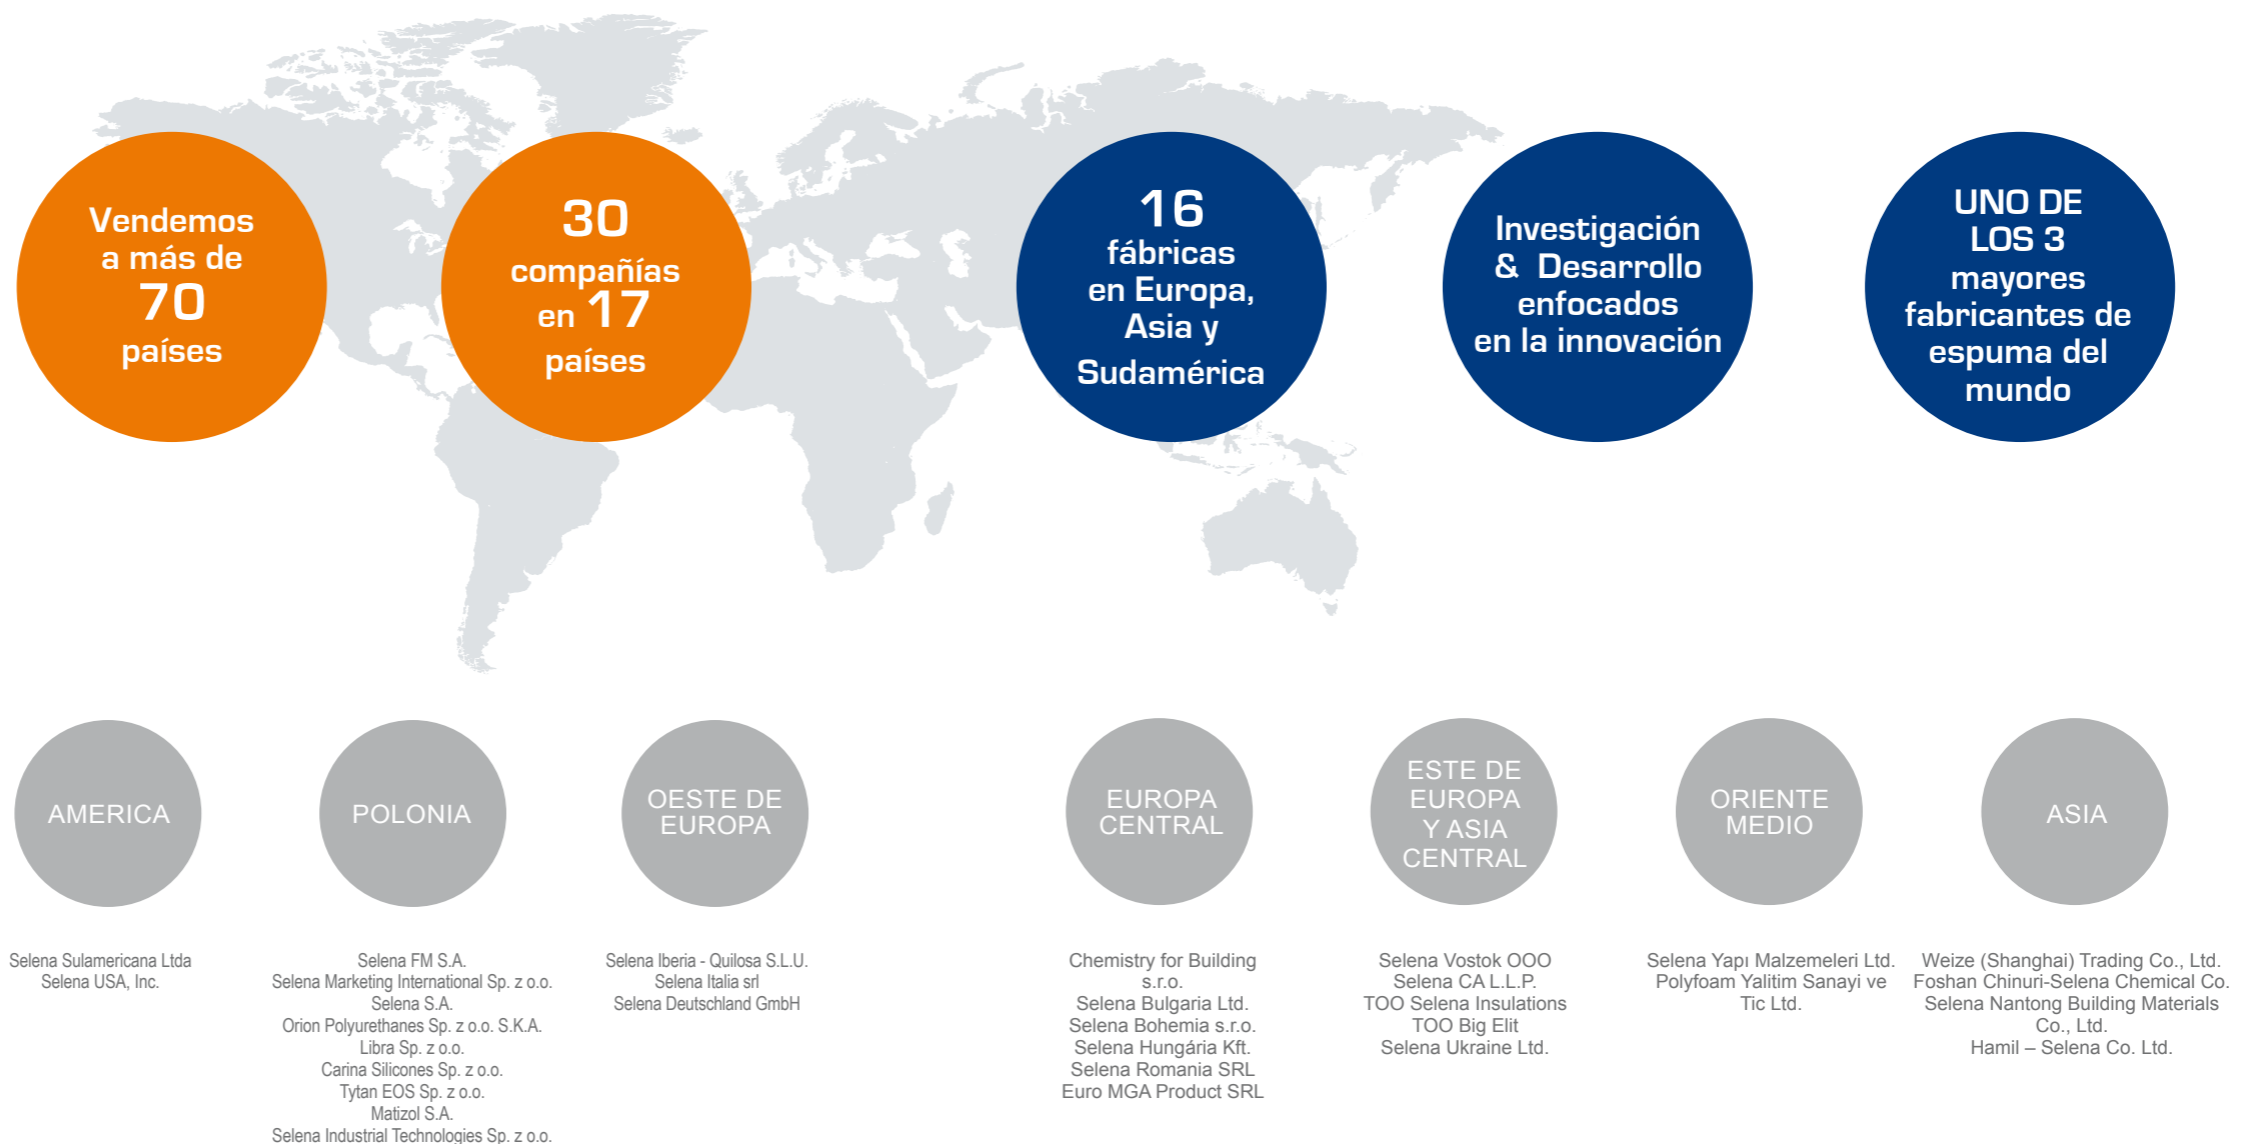 Vendemos
a más de
70
países
30
compañías
en 17
países
16
fábricas
en Europa,
Asia y
Sudamérica
Investigación
& Desarrollo
enfocados
en la innovación
UNO DE
LOS 3
mayores
fabricantes de
espuma del
mundo
AMERICA
Selena Sulamericana Ltda
Selena USA, Inc.
POLONIA
Selena FM S.A.
Selena Marketing International Sp. z o.o.
Selena S.A.
Orion Polyurethanes Sp. z o.o. S.K.A.
Libra Sp. z o.o.
Carina Silicones Sp. z o.o.
Tytan EOS Sp. z o.o.
Matizol S.A.
Selena Industrial Technologies Sp. z o.o.
OESTE DE
EUROPA
Selena Iberia - Quilosa S.L.U.
Selena Italia srl
Selena Deutschland GmbH
EUROPA
CENTRAL
Chemistry for Building
s.r.o.
Selena Bulgaria Ltd.
Selena Bohemia s.r.o.
Selena Hungária Kft.
Selena Romania SRL
Euro MGA Product SRL
ESTE DE
EUROPA
Y ASIA
CENTRAL
Selena Vostok OOO
Selena CA L.L.P.
TOO Selena Insulations
TOO Big Elit
Selena Ukraine Ltd.
ORIENTE
MEDIO
Selena Yapı Malzemeleri Ltd.
Polyfoam Yalitim Sanayi ve
Tic Ltd.
ASIA
Weize (Shanghai) Trading Co., Ltd.
Foshan Chinuri-Selena Chemical Co.
Selena Nantong Building Materials
Co., Ltd.
Hamil – Selena Co. Ltd.